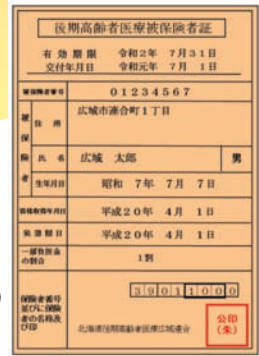 後期高齢者医療被保険者証
有効期限 令和2年 7月31日
交付年月日 令和元年 7月 1日
被保険者番号 01234567
被保険者
住所 広域市連合町1丁目
氏名 広域 太郎 男
生年月日 昭和 7年 7月 7日
資格取得年月日 平成20年 4月 1日
発効期日 平成20年 4月 1日
一部負担金の割合 1割
保険者番号並びに保険者の名称及び印
39011000
北海道後期高齢者医療広域連合
公印
(朱)